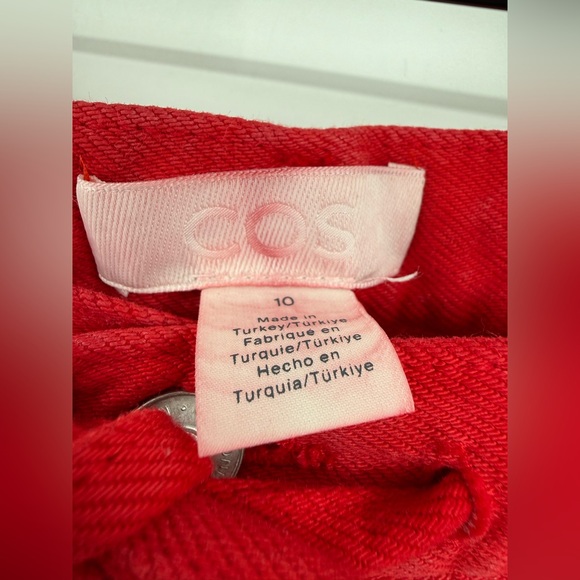 COS
10
Made in
Turkey/Türkiye
Fabriqué en
Turquie/Türkiye
Hecho en
Turquia/Türkiye